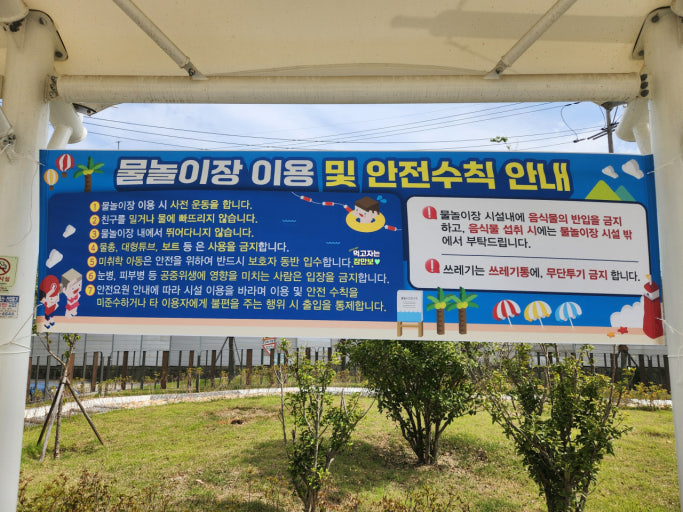 물놀이장 이용 및 안전수칙 안내
1 물놀이장 이용 시 사전 운동을 합니다.
2 친구를 밀거나 물에 빠뜨리지 않습니다.
3 물놀이장 내에서 뛰어다니지 않습니다.
4 물총, 대형튜브, 보트 등 은 사용을 금지합니다.
5 미취학 아동은 안전을 위하여 반드시 보호자 동반 입수합니다.
6 눈병, 피부병 등 공중위생에 영향을 미치는 사람은 입장을 금지합니다.
7 안전요원 안내에 따라 시설 이용을 바라며 이용 및 안전 수칙을
미준수하거나 타 이용자에게 불편을 주는 행위 시 출입을 통제합니다.
먹고자는
잠만보
! 물놀이장 시설내에 음식물의 반입을 금지
하고, 음식물 섭취 시에는 물놀이장 시설 밖
에서 부탁드립니다.
! 쓰레기는 쓰레기통에, 무단투기 금지 합니다.